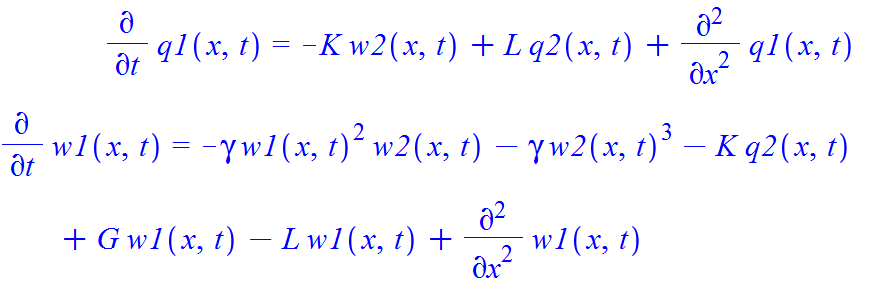 ∂/∂t q1(x, t) = −K w2(x, t) + L q2(x, t) + ∂²/∂x² q1(x, t)
∂/∂t w1(x, t) = −γ w1(x, t)² w2(x, t) − γ w2(x, t)³ − K q2(x, t)
+ G w1(x, t) − L w1(x, t) + ∂²/∂x² w1(x, t)